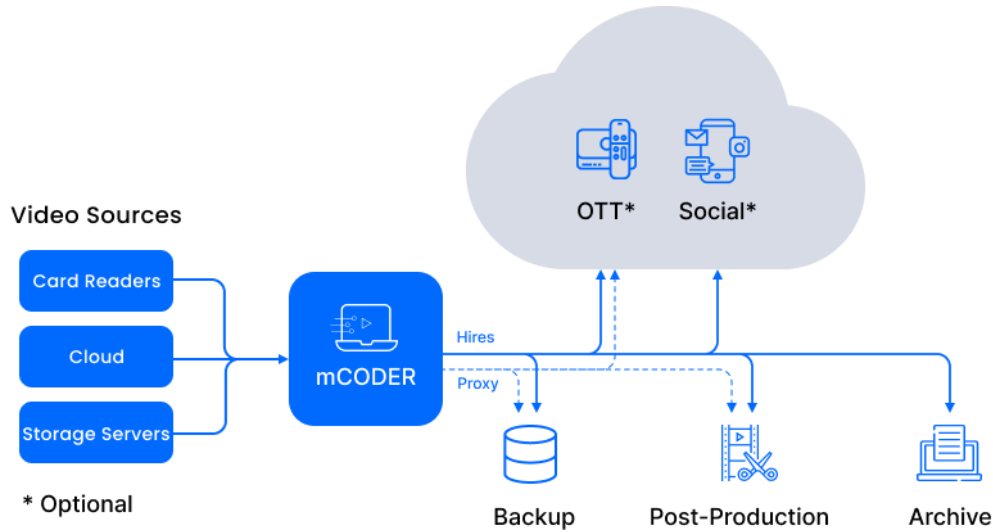 OTT*
Social*
Video Sources
Card Readers
Cloud
Storage Servers
mCODER
Hires
Proxy
* Optional
Backup
Post-Production
Archive